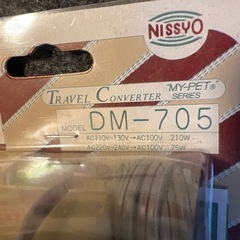 NISSYO
TRAVEL CONVERTER "MY-PET® SERIES
MODEL DM-705
AC110V-130V→AC100V 210W
AC220V-240V→AC100V 75W